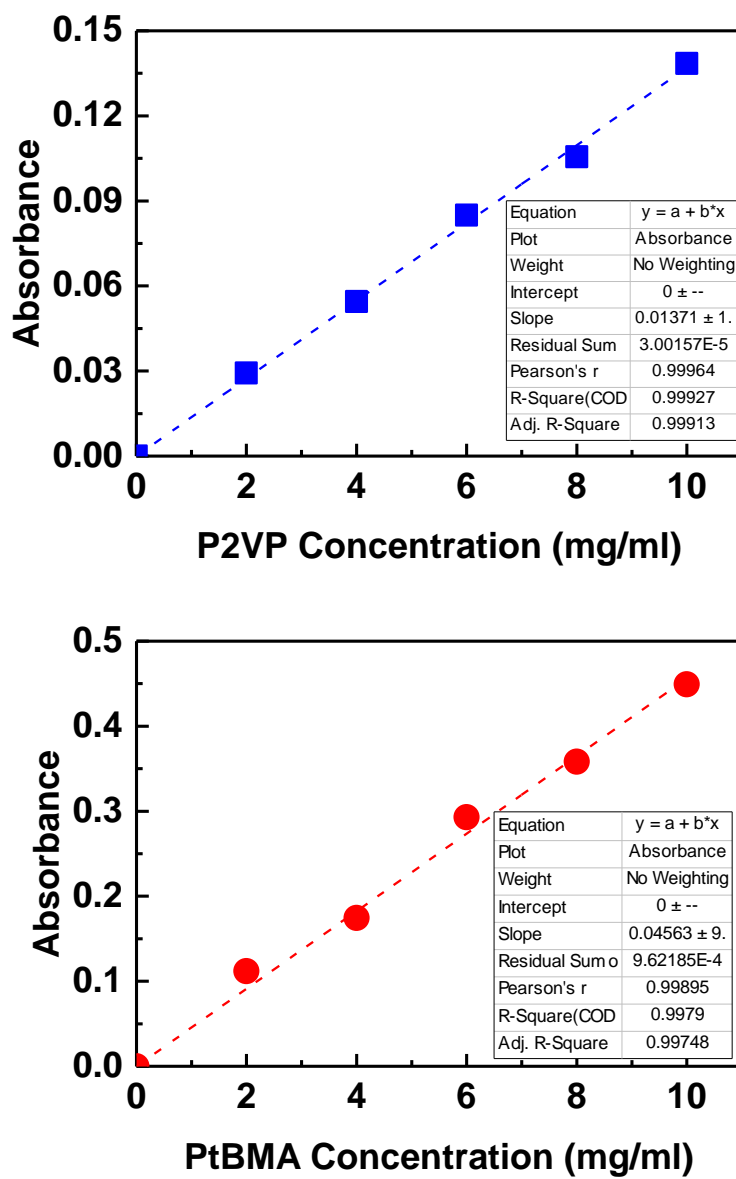 0.15
0.12
0.09
0.06
0.03
0.00
Absorbance
0 2 4 6 8 10
P2VP Concentration (mg/ml)
Equation y = a + b*x
Plot Absorbance
Weight No Weighting
Intercept 0 ± --
Slope 0.01371 ± 1.
Residual Sum 3.00157E-5
Pearson's r 0.99964
R-Square(COD 0.99927
Adj. R-Square 0.99913
0.5
0.4
0.3
0.2
0.1
0.0
Absorbance
0 2 4 6 8 10
PtBMA Concentration (mg/ml)
Equation y = a + b*x
Plot Absorbance
Weight No Weighting
Intercept 0 ± --
Slope 0.04563 ± 9.
Residual Sum o 9.62185E-4
Pearson's r 0.99895
R-Square(COD 0.9979
Adj. R-Square 0.99748